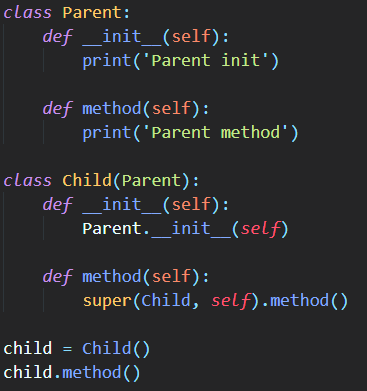 class Parent:
    def __init__(self):
        print('Parent init')

    def method(self):
        print('Parent method')

class Child(Parent):
    def __init__(self):
        Parent.__init__(self)

    def method(self):
        super(Child, self).method()

child = Child()
child.method()